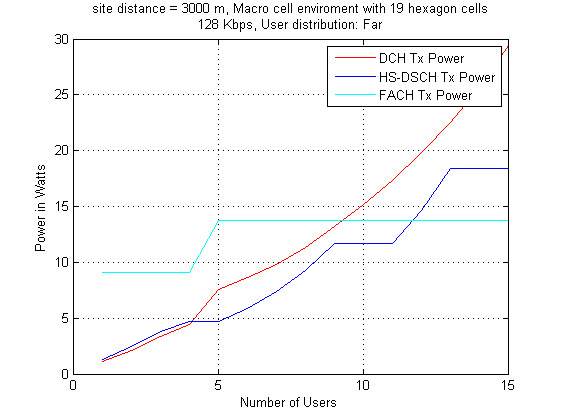 site distance = 3000 m, Macro cell enviroment with 19 hexagon cells
128 Kbps, User distribution: Far
30
25
20
15
10
5
0
Power in Watts
DCH Tx Power
HS-DSCH Tx Power
FACH Tx Power
0 5 10 15
Number of Users